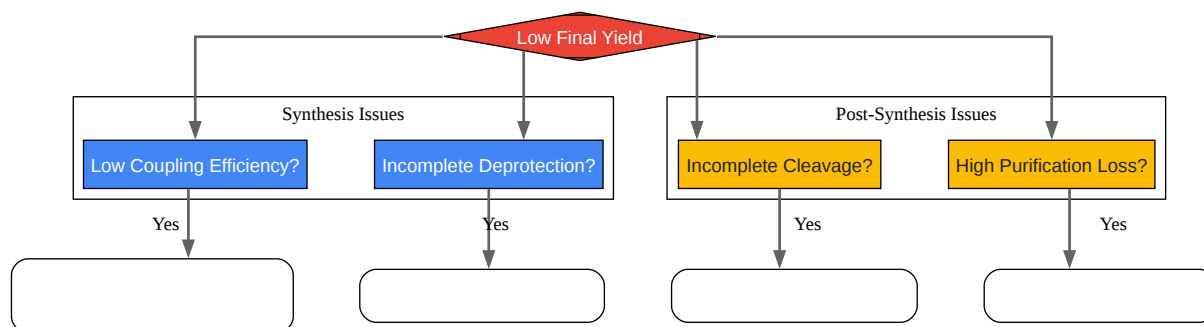 Low Final Yield
Synthesis Issues
Post-Synthesis Issues
Low Coupling Efficiency?
Incomplete Deprotection?
Incomplete Cleavage?
High Purification Loss?
Yes
Yes
Yes
Yes